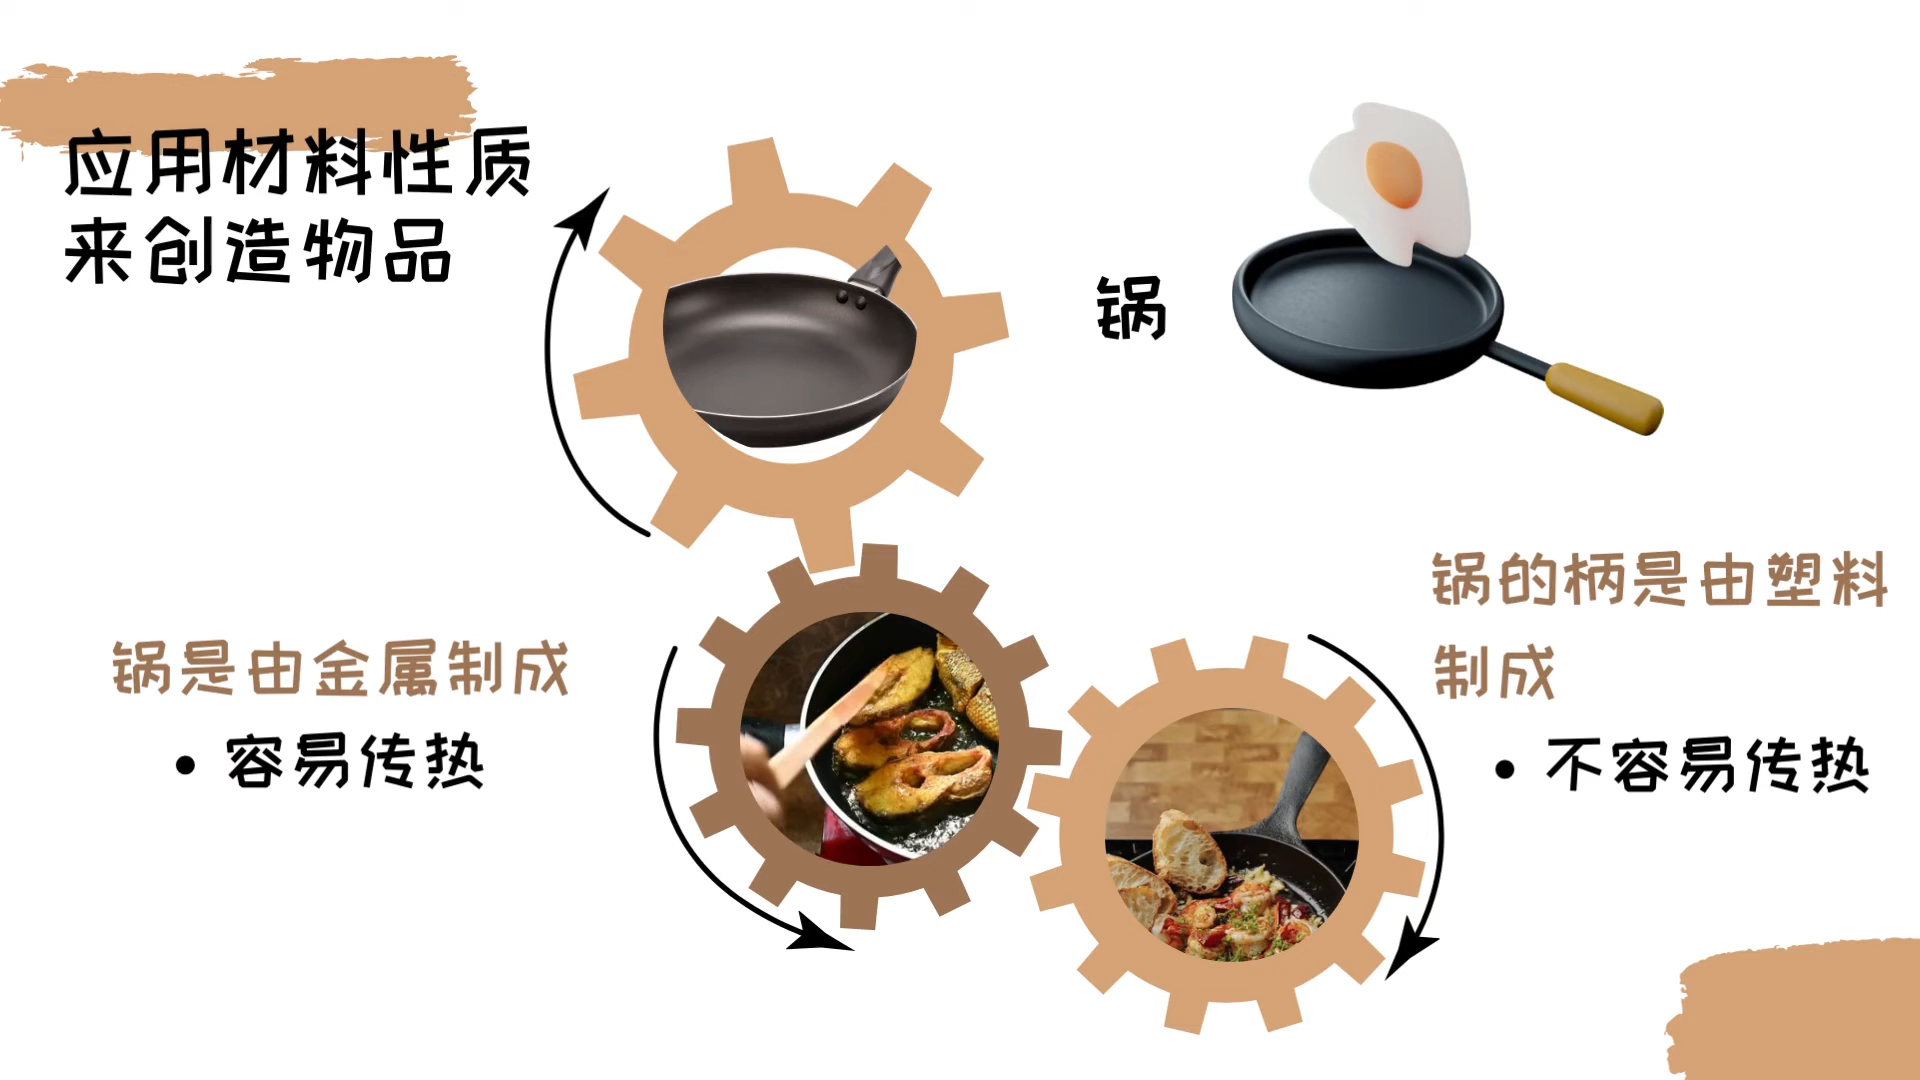 应用材料性质
来创造物品
锅
锅是由金属制成
• 容易传热
锅的柄是由塑料
制成
• 不容易传热